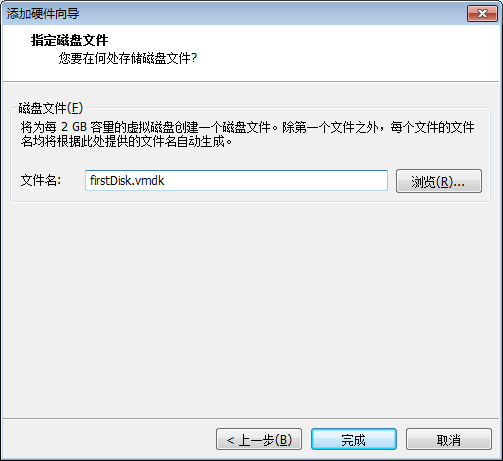 添加硬件向导
指定磁盘文件
您要在何处存储磁盘文件?
磁盘文件(F)
将为每 2 GB 容量的虚拟磁盘创建一个磁盘文件。除第一个文件之外，每个文件的文件
名均将根据此处提供的文件名自动生成。
文件名: firstDisk.vmdk 浏览(R)...
< 上一步(B) 完成 取消